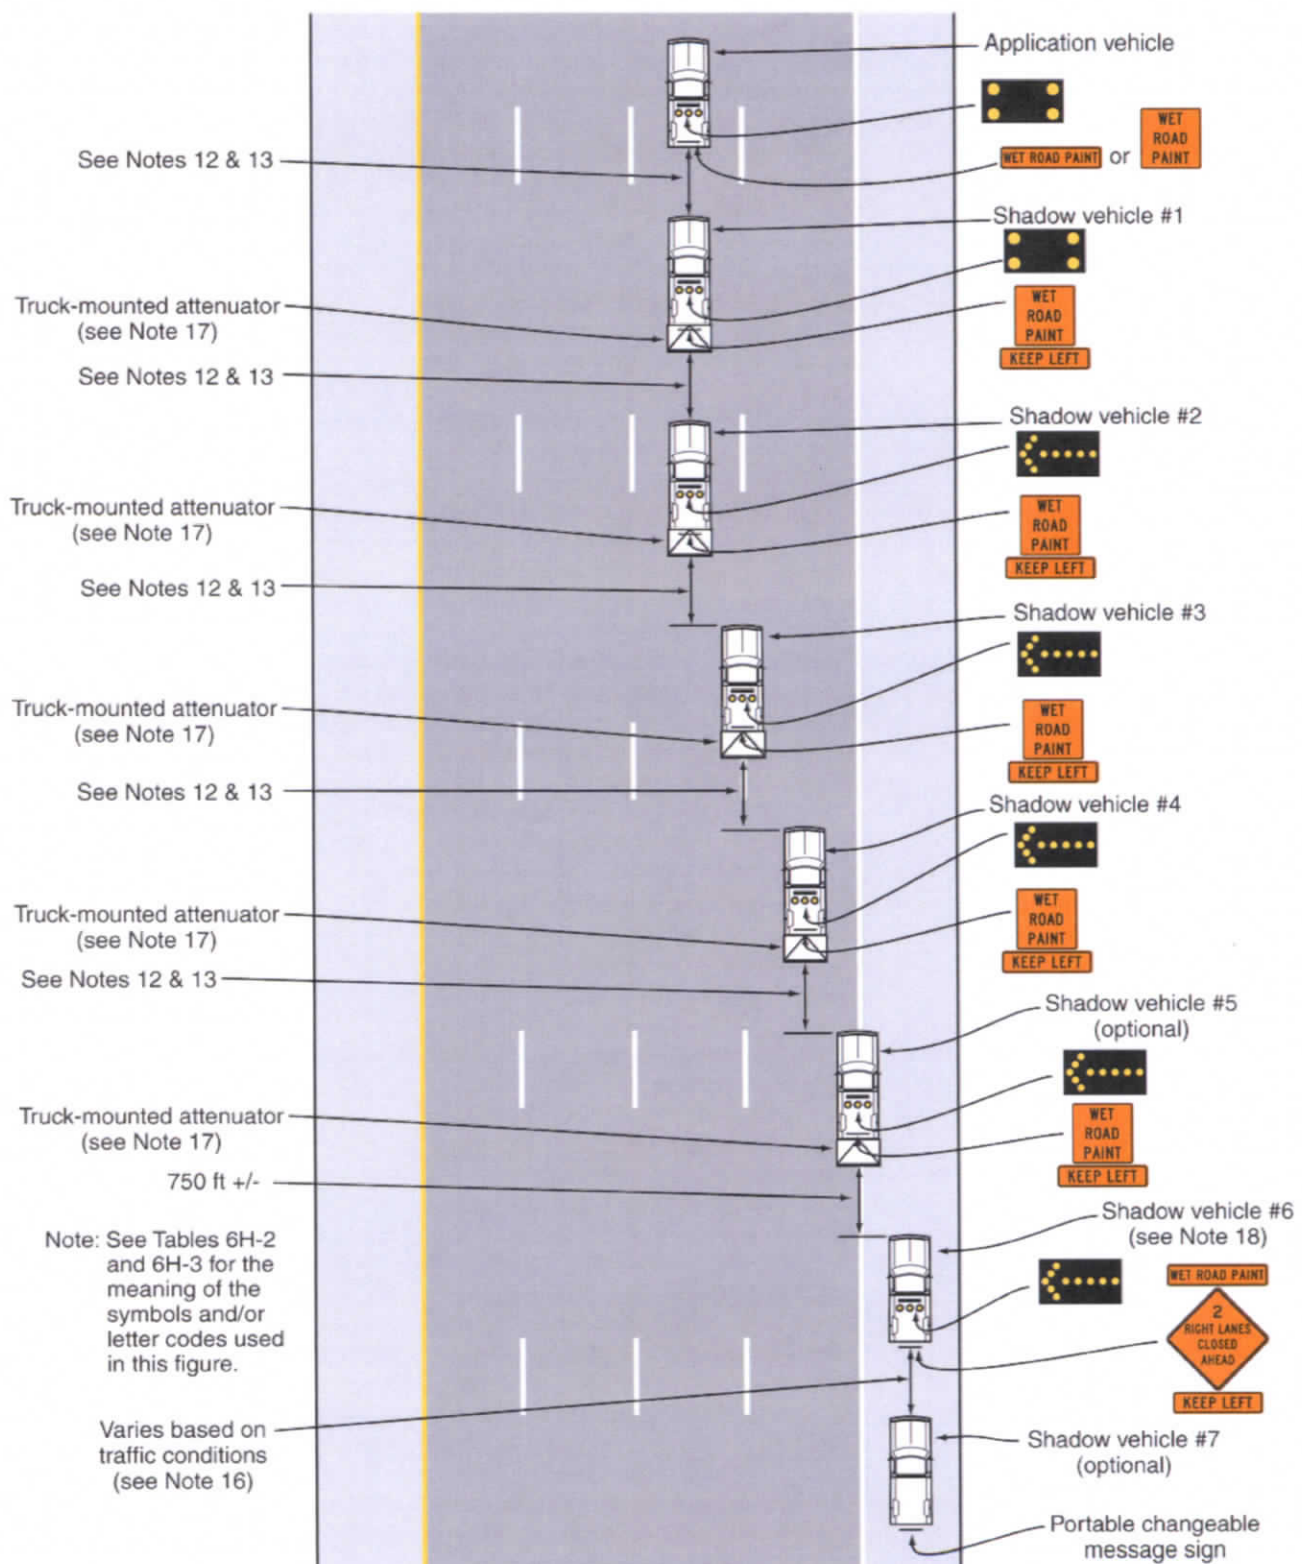 Application vehicle
WET
ROAD
PAINT
WET ROAD PAINT or
See Notes 12 & 13
Shadow vehicle #1
Truck-mounted attenuator
(see Note 17)
WET
ROAD
PAINT
KEEP LEFT
See Notes 12 & 13
Shadow vehicle #2
Truck-mounted attenuator
(see Note 17)
WET
ROAD
PAINT
KEEP LEFT
See Notes 12 & 13
Shadow vehicle #3
Truck-mounted attenuator
(see Note 17)
WET
ROAD
PAINT
KEEP LEFT
See Notes 12 & 13
Shadow vehicle #4
Truck-mounted attenuator
(see Note 17)
WET
ROAD
PAINT
KEEP LEFT
See Notes 12 & 13
Shadow vehicle #5
(optional)
Truck-mounted attenuator
(see Note 17)
WET
ROAD
PAINT
KEEP LEFT
750 ft +/-
Shadow vehicle #6
(see Note 18)
Note: See Tables 6H-2
and 6H-3 for the
meaning of the
symbols and/or
letter codes used
in this figure.
WET ROAD PAINT
2
RIGHT LANES
CLOSED
AHEAD
KEEP LEFT
Varies based on
traffic conditions
(see Note 16)
Shadow vehicle #7
(optional)
Portable changeable
message sign